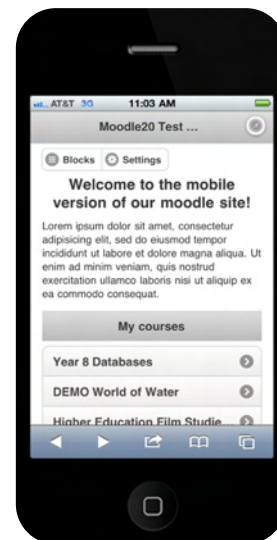 AT&T 3G 11:03 AM
Moodle20 Test ...
Blocks Settings
Welcome to the mobile
version of our moodle site!
Lorem ipsum dolor sit amet, consectetur
adipisicing elit, sed do eiusmod tempor
incididunt ut labore et dolore magna aliqua. Ut
enim ad minim veniam, quis nostrud
exercitation ullamco laboris nisi ut aliquip ex
ea commodo consequat.
My courses
Year 8 Databases
DEMO World of Water
Higher Education Film Studie...